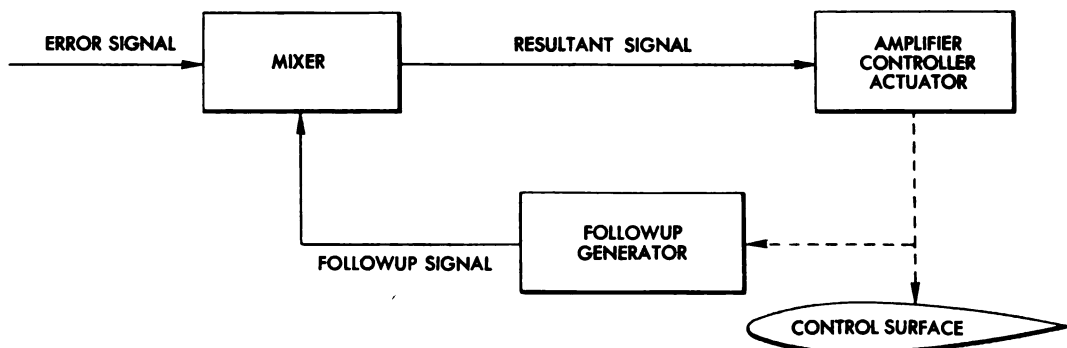 ERROR SIGNAL
MIXER
RESULTANT SIGNAL
AMPLIFIER
CONTROLLER
ACTUATOR
FOLLOWUP SIGNAL
FOLLOWUP
GENERATOR
CONTROL SURFACE